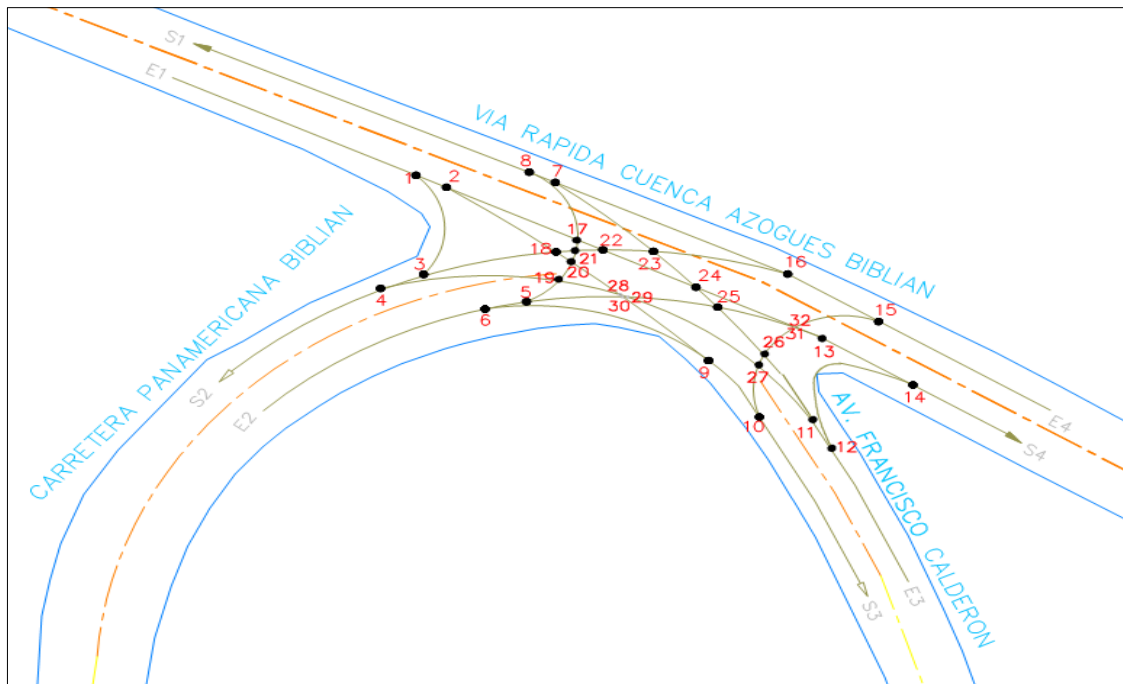 S1
E1
VIA RAPIDA CUENCA AZOGUES BIBLIAN
8
7
1
2
17
22
18
21
23
16
3
20
4
19
28
24
5
29
25
15
6
30
32
31
13
26
9
27
14
10
11
12
CARRETERA PANAMERICANA BIBLIAN
S2
E2
AV. FRANCISCO CALDERON
E4
S4
S3
E3